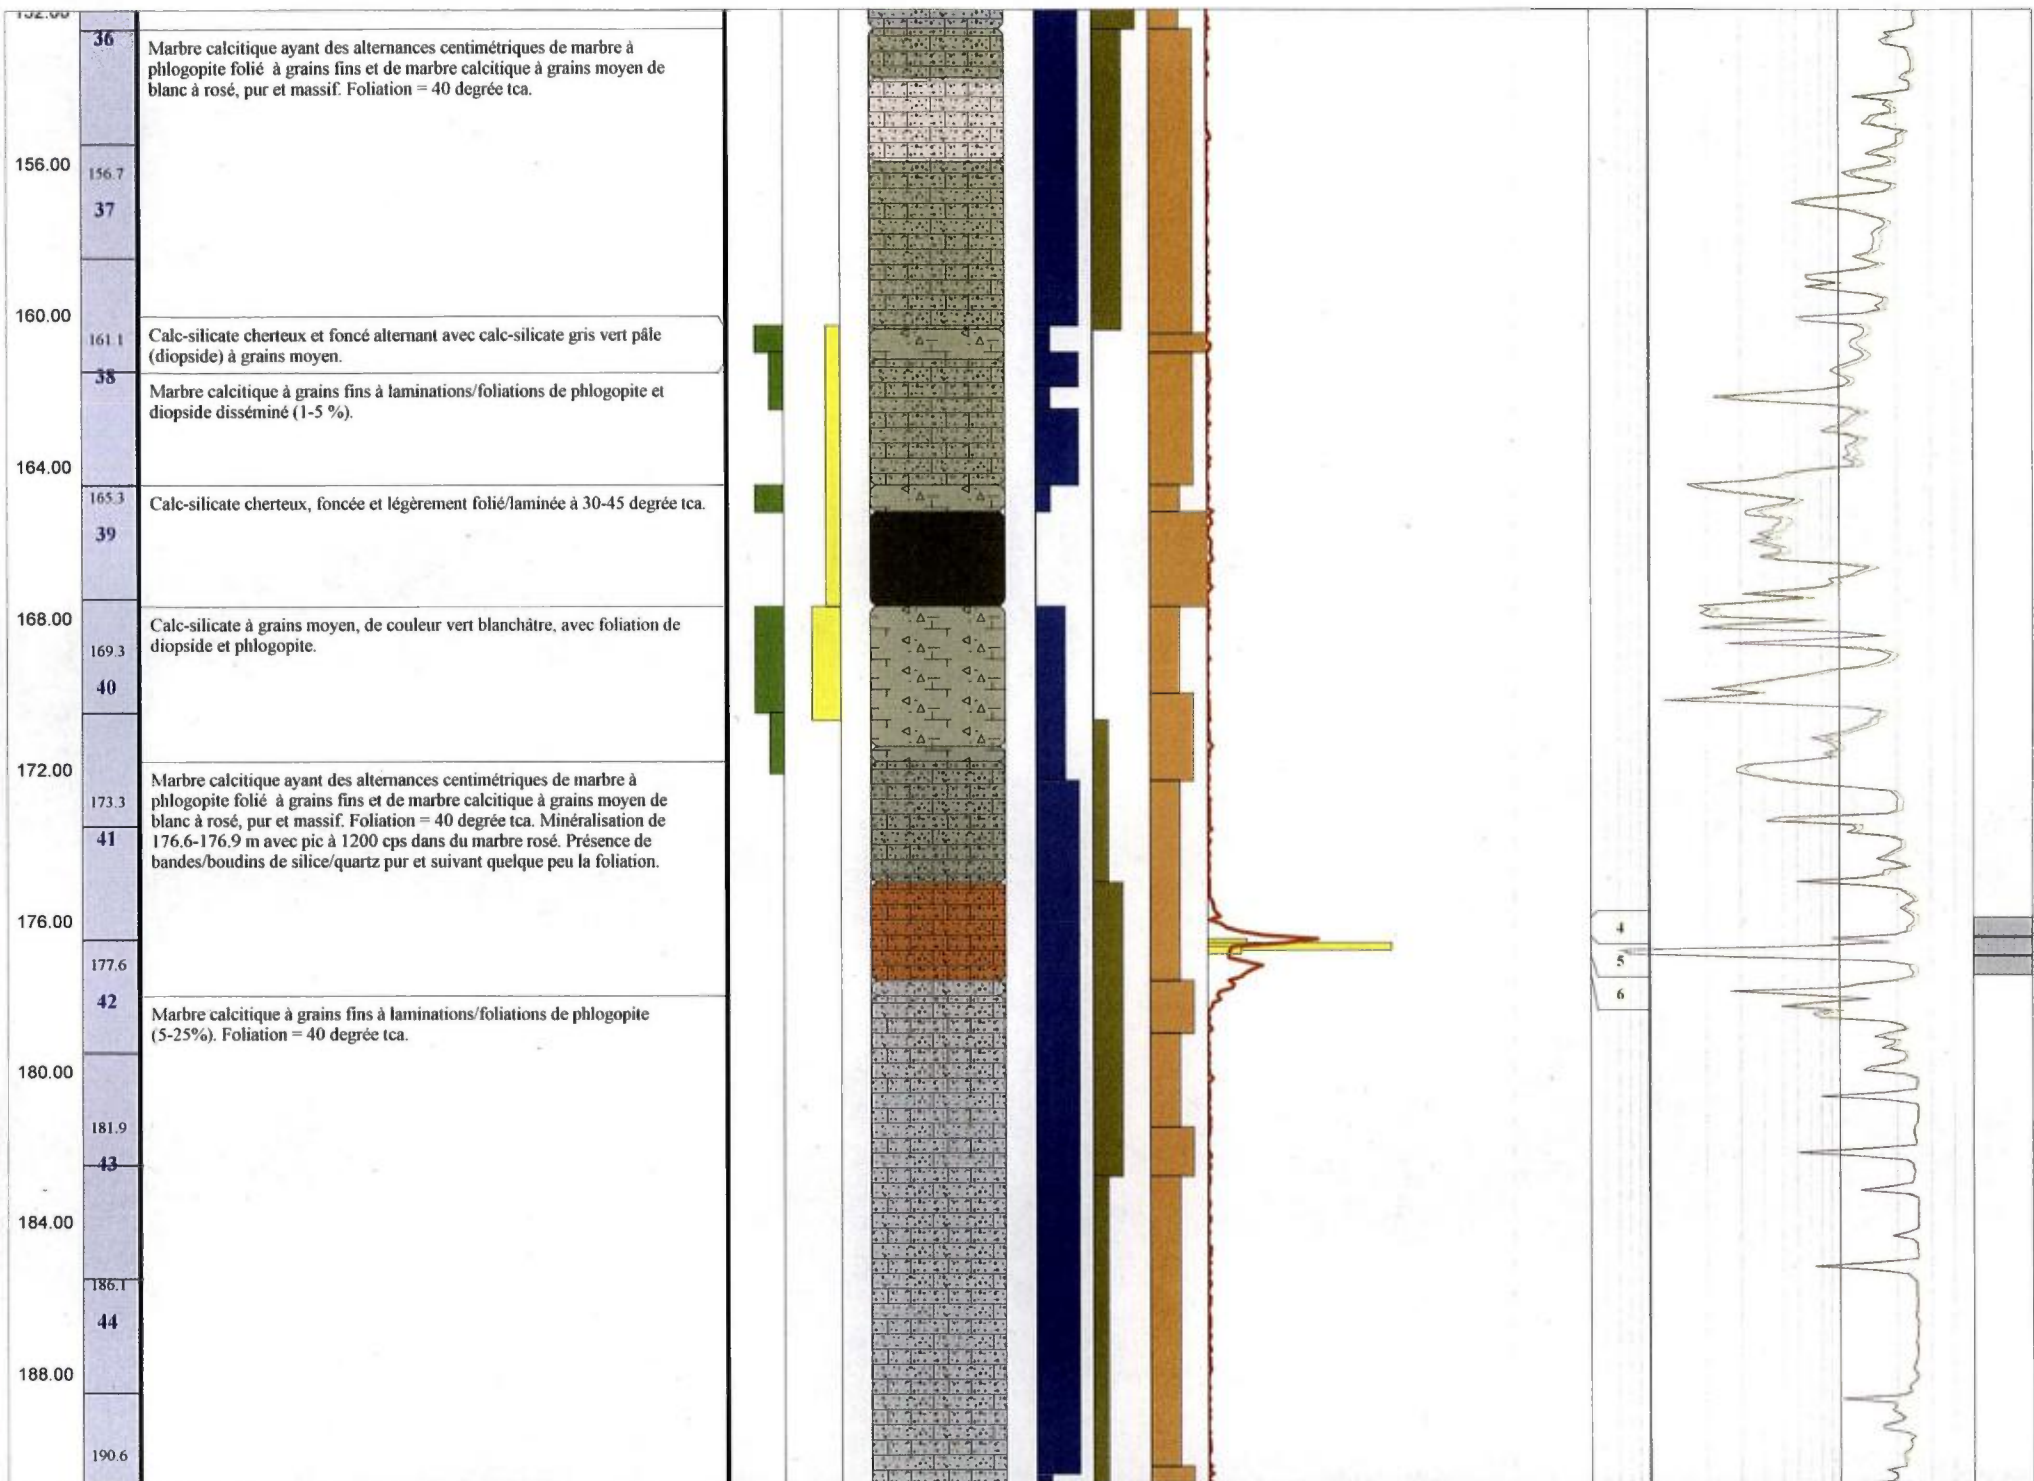 152.00
36
Marbre calcitique ayant des alternances centimétriques de marbre à
phlogopite folié à grains fins et de marbre calcitique à grains moyen de
blanc à rosé, pur et massif. Foliation = 40 degrée tca.
156.00
156.7
37
160.00
161.1
Calc-silicate cherteux et foncé alternant avec calc-silicate gris vert pâle
(diopside) à grains moyen.
38
Marbre calcitique à grains fins à laminations/foliations de phlogopite et
diopside disséminé (1-5 %).
164.00
165.3
Calc-silicate cherteux, foncée et légèrement folié/laminée à 30-45 degrée tca.
39
168.00
Calc-silicate à grains moyen, de couleur vert blanchâtre, avec foliation de
diopside et phlogopite.
169.3
40
172.00
Marbre calcitique ayant des alternances centimétriques de marbre à
phlogopite folié à grains fins et de marbre calcitique à grains moyen de
blanc à rosé, pur et massif. Foliation = 40 degrée tca. Minéralisation de
176.6-176.9 m avec pic à 1200 cps dans du marbre rosé. Présence de
bandes/boudins de silice/quartz pur et suivant quelque peu la foliation.
173.3
41
176.00
4
177.6
5
42
6
Marbre calcitique à grains fins à laminations/foliations de phlogopite
(5-25%). Foliation = 40 degrée tca.
180.00
181.9
43
184.00
186.1
44
188.00
190.6